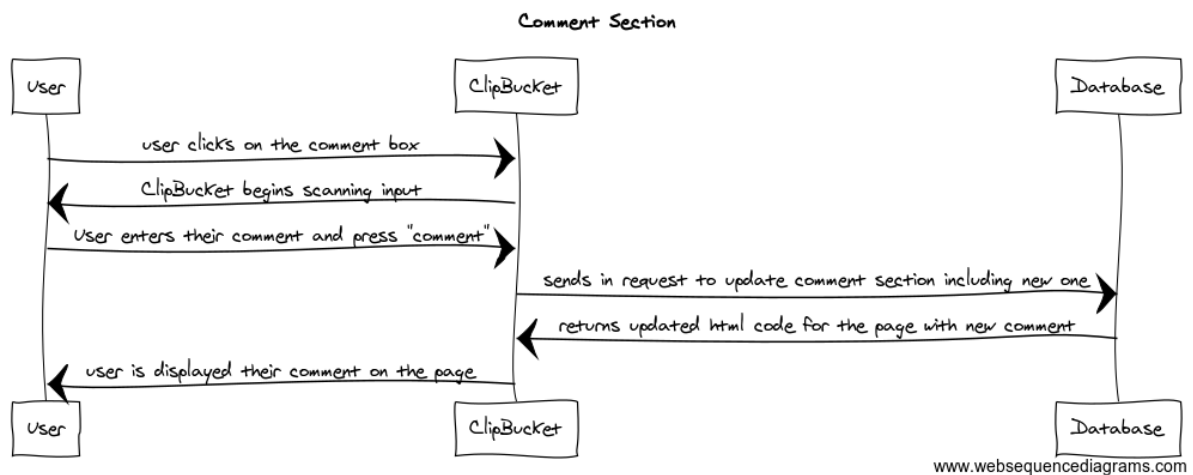 Comment Section
User
ClipBucket
Database
user clicks on the comment box
ClipBucket begins scanning input
User enters their comment and press "comment"
sends in request to update comment section including new one
returns updated html code for the page with new comment
user is displayed their comment on the page
User
ClipBucket
Database
www.websequencediagrams.com